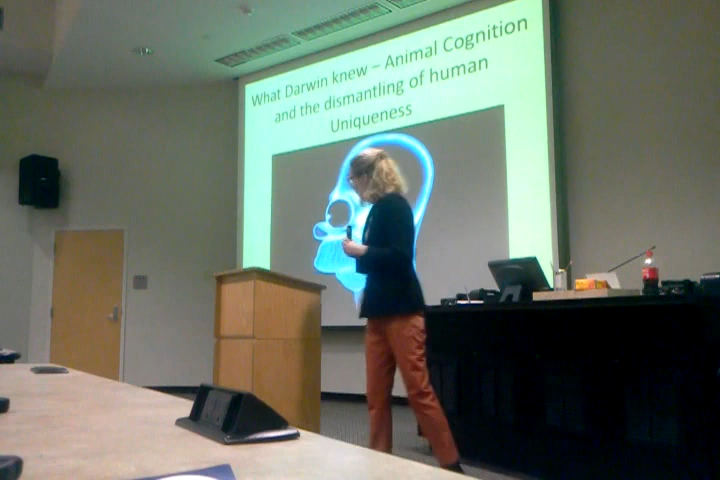 What Darwin knew – Animal Cognition
and the dismantling of human
Uniqueness